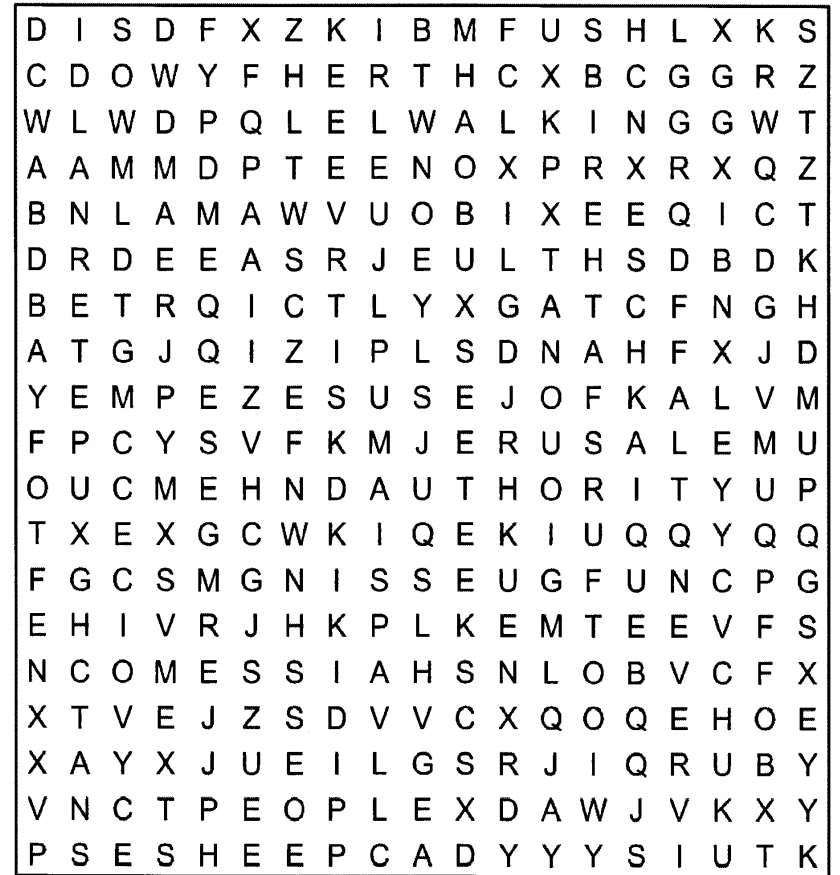 D I S D F X Z K I B M F U S H L X K S
C D O W Y F H E R T H C X B C G G R Z
W L W D P Q L E L W A L K I N G G W T
A A M M D P T E E N O X P R X R X Q Z
B N L A M A W V U O B I X E E Q I C T
D R D E E A S R J E U L T H S D B D K
B E T R Q I C T L Y X G A T C F N G H
A T G J Q I Z I P L S D N A H F X J D
Y E M P E Z E S U S E J O F K A L V M
F P C Y S V F K M J E R U S A L E M U
O U C M E H N D A U T H O R I T Y U P
T X E X G C W K I Q E K I U Q Q Y Q Q
F G C S M G N I S S E U G F U N C P G
E H I V R J H K P L K E M T E E V F S
N C O M E S S I A H S N L O B V C F X
X T V E J Z S D V V C X Q O Q E H O E
X A Y X J U E I L G S R J I Q R U B Y
V N C T P E O P L E X D A W J V K X Y
P S E S H E E P C A D Y Y Y S I U T K